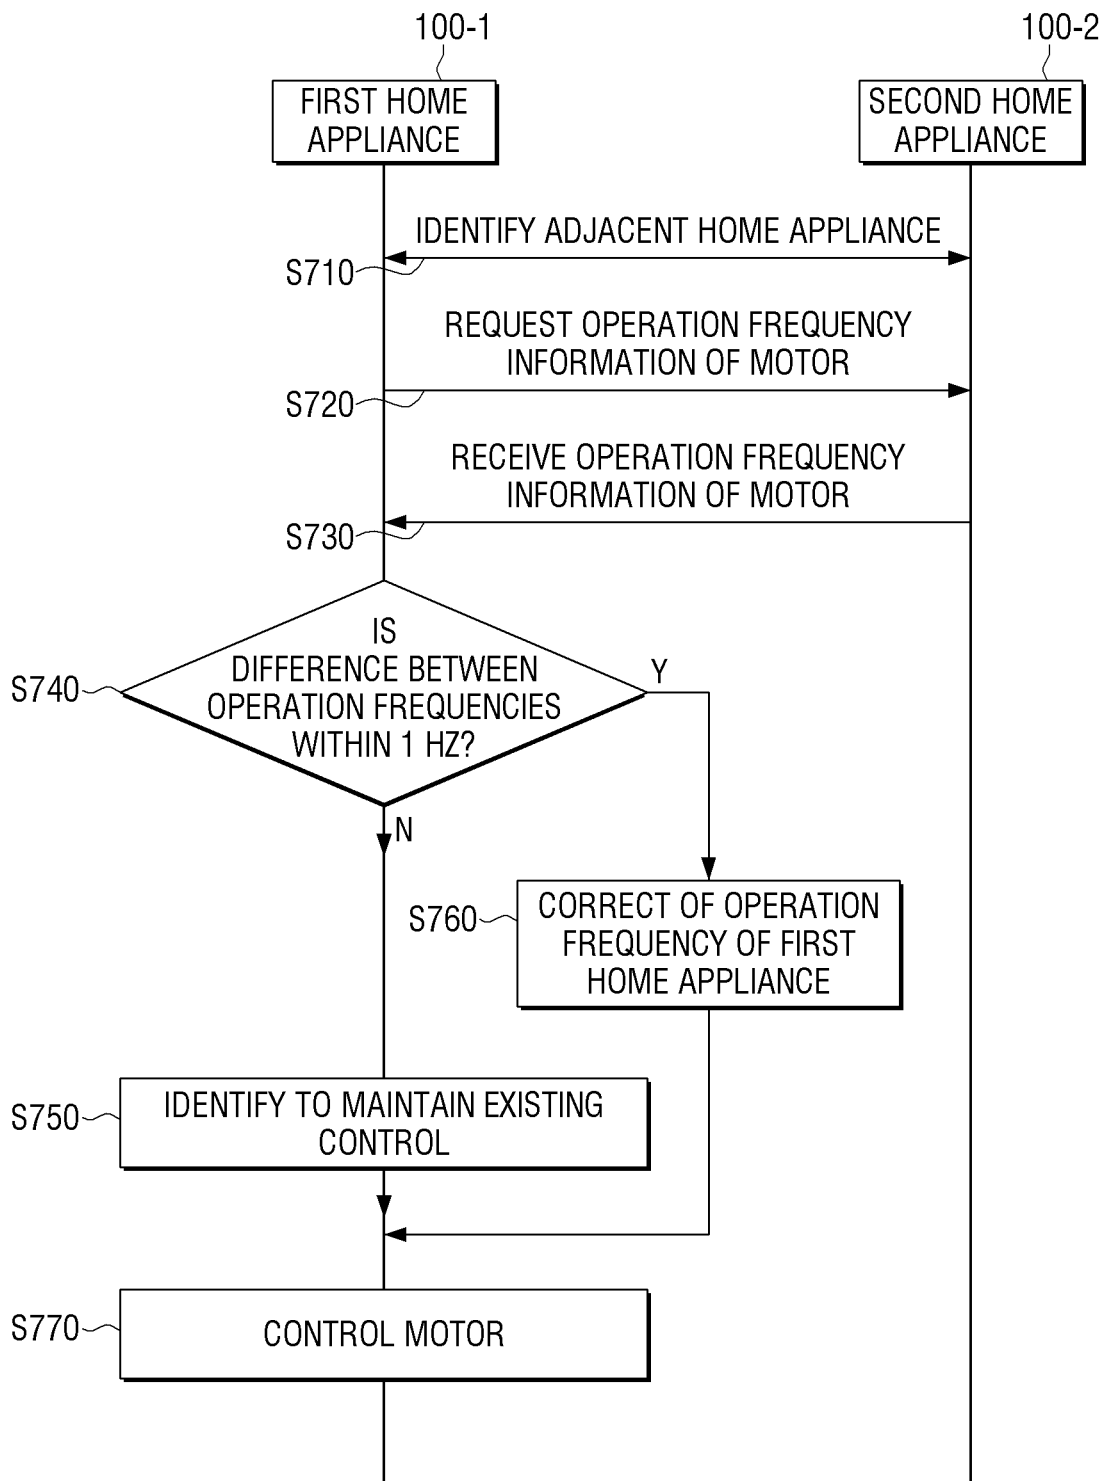 100-1
100-2
FIRST HOME
APPLIANCE
SECOND HOME
APPLIANCE
IDENTIFY ADJACENT HOME APPLIANCE
S710
REQUEST OPERATION FREQUENCY
INFORMATION OF MOTOR
S720
RECEIVE OPERATION FREQUENCY
INFORMATION OF MOTOR
S730
IS
DIFFERENCE BETWEEN
OPERATION FREQUENCIES
WITHIN 1 HZ?
S740
Y
N
S760
CORRECT OF OPERATION
FREQUENCY OF FIRST
HOME APPLIANCE
S750
IDENTIFY TO MAINTAIN EXISTING
CONTROL
S770
CONTROL MOTOR